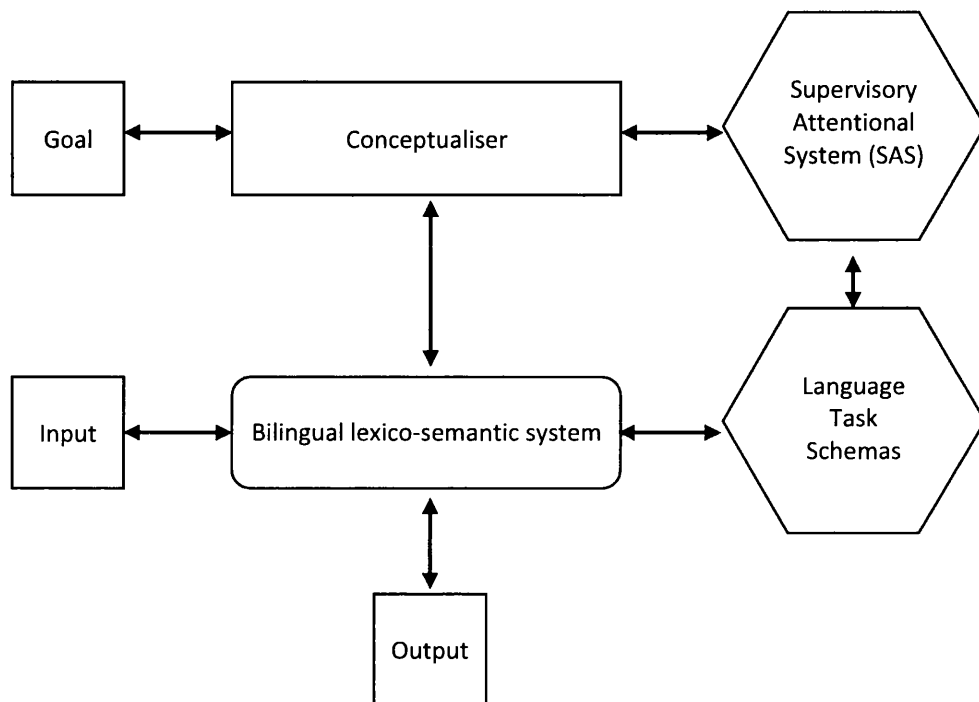 Goal
Conceptualiser
Supervisory
Attentional
System (SAS)
Input
Bilingual lexico-semantic system
Language
Task
Schemas
Output